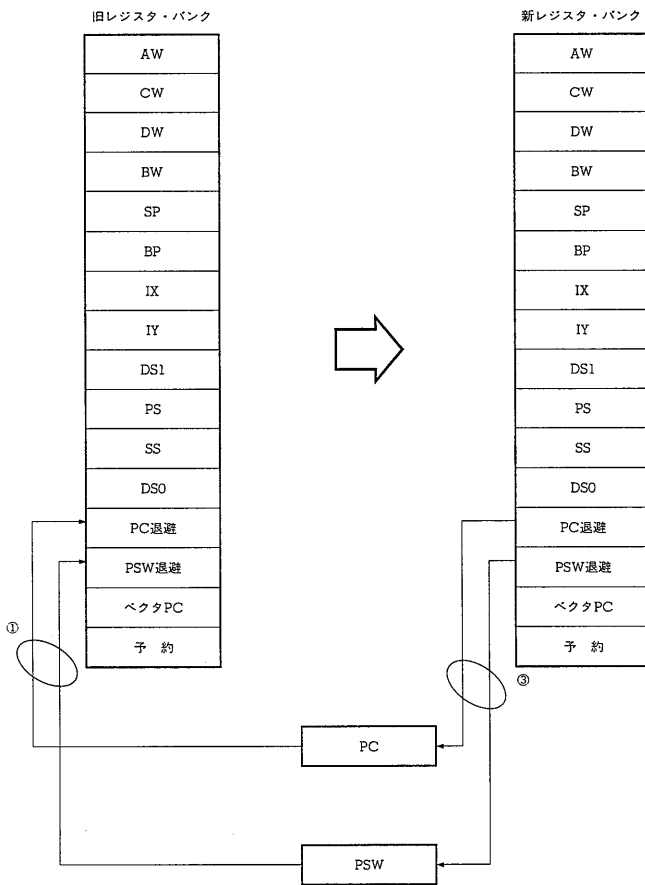 旧レジスタ・バンク
AW
CW
DW
BW
SP
BP
IX
IY
DS1
PS
SS
DS0
PC退避
PSW退避
ベクタPC
予 約
①
新レジスタ・バンク
AW
CW
DW
BW
SP
BP
IX
IY
DS1
PS
SS
DS0
PC退避
PSW退避
ベクタPC
予 約
③
PC
PSW